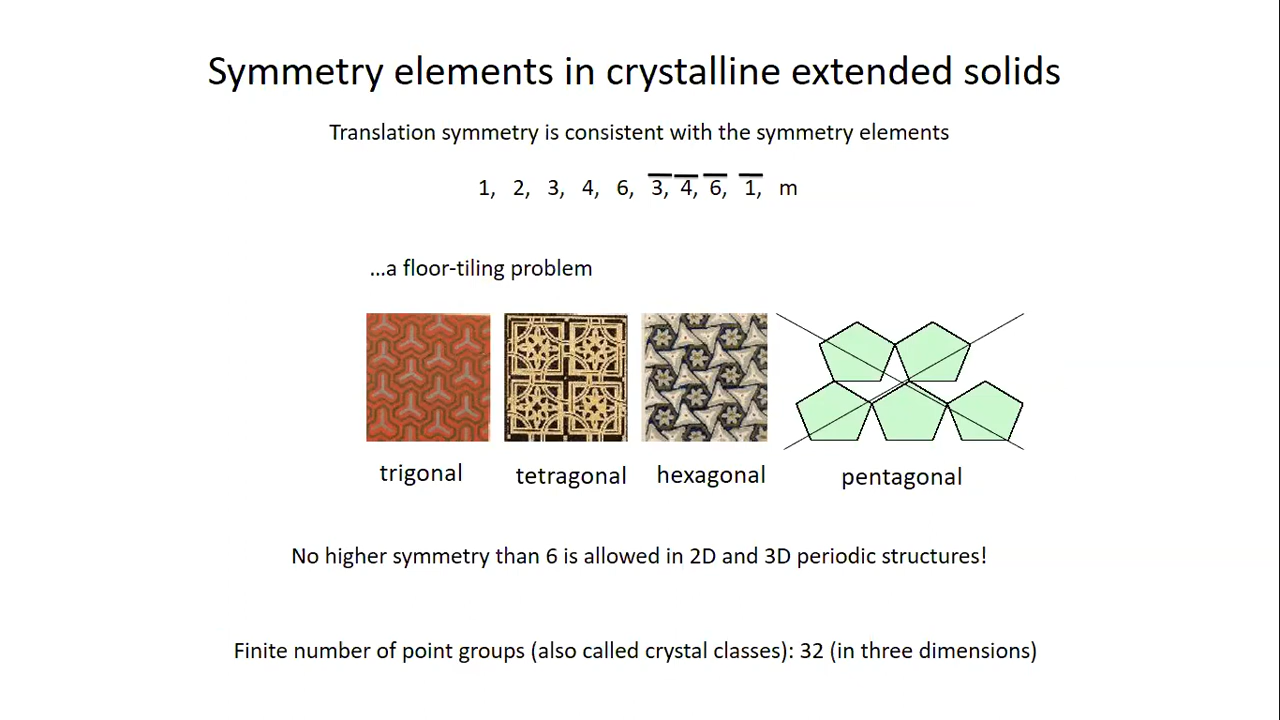 Symmetry elements in crystalline extended solids
Translation symmetry is consistent with the symmetry elements
1, 2, 3, 4, 6, 3̅, 4̅, 6̅, 1̅, m
...a floor-tiling problem
trigonal tetragonal hexagonal pentagonal
No higher symmetry than 6 is allowed in 2D and 3D periodic structures!
Finite number of point groups (also called crystal classes): 32 (in three dimensions)